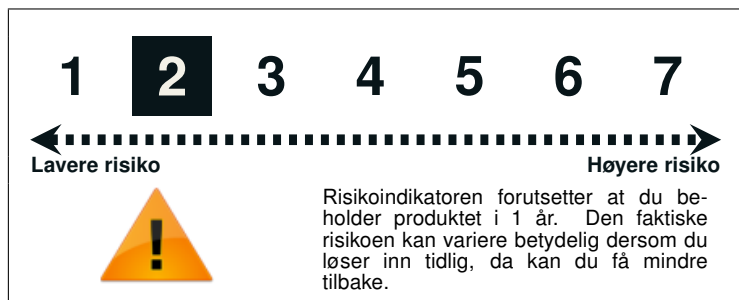 1 2 3 4 5 6 7
Lavere risiko Høyere risiko
!
Risikoindikatoren forutsetter at du be-
holder produktet i 1 år. Den faktiske
risikoen kan variere betydelig dersom du
løser inn tidlig, da kan du få mindre
tilbake.